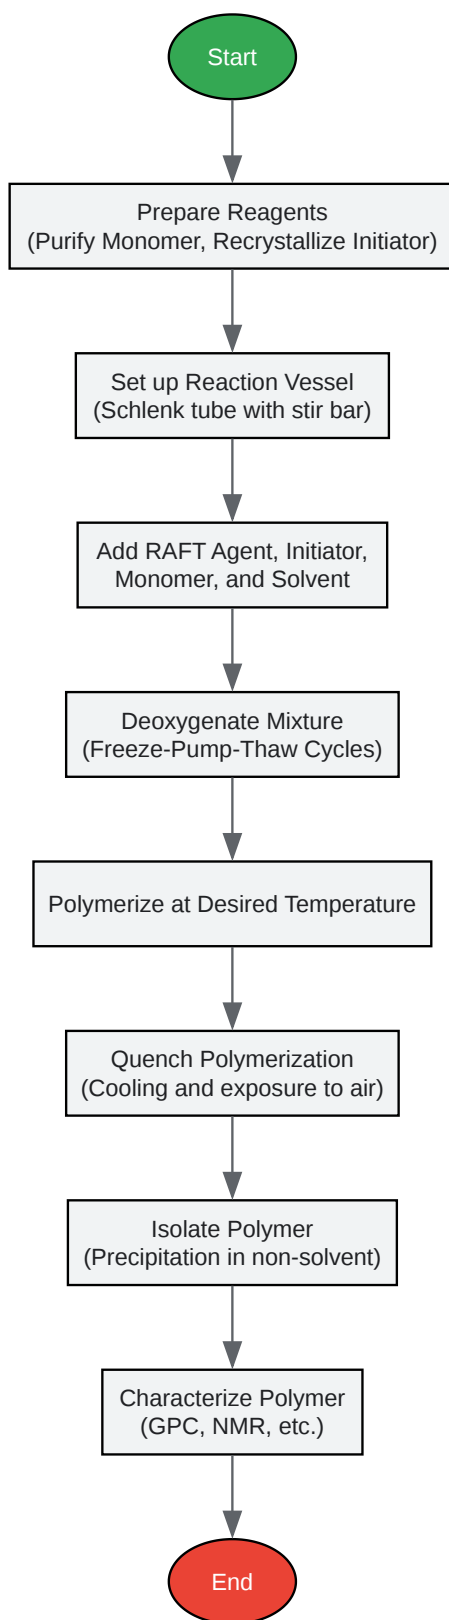 Start
Prepare Reagents
(Purify Monomer, Recrystallize Initiator)
Set up Reaction Vessel
(Schlenk tube with stir bar)
Add RAFT Agent, Initiator,
Monomer, and Solvent
Deoxygenate Mixture
(Freeze-Pump-Thaw Cycles)
Polymerize at Desired Temperature
Quench Polymerization
(Cooling and exposure to air)
Isolate Polymer
(Precipitation in non-solvent)
Characterize Polymer
(GPC, NMR, etc.)
End